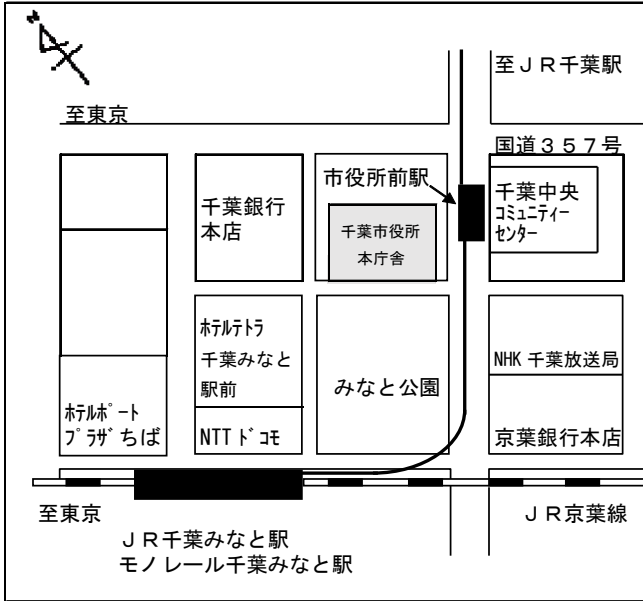 至ＪＲ千葉駅
至東京
国道３５７号
市役所前駅
千葉銀行
本店
千葉市役所
本庁舎
千葉中央
ｺﾐｭﾆﾃｨｰ
ｾﾝﾀｰ
ﾎﾃﾙﾃﾄﾗ
千葉みなと
駅前
みなと公園
NHK 千葉放送局
ﾎﾃﾙﾎﾟｰﾄ
ﾌﾟﾗｻﾞちば
NTT ﾄﾞｺﾓ
京葉銀行本店
至東京
ＪＲ京葉線
ＪＲ千葉みなと駅
モノレール千葉みなと駅